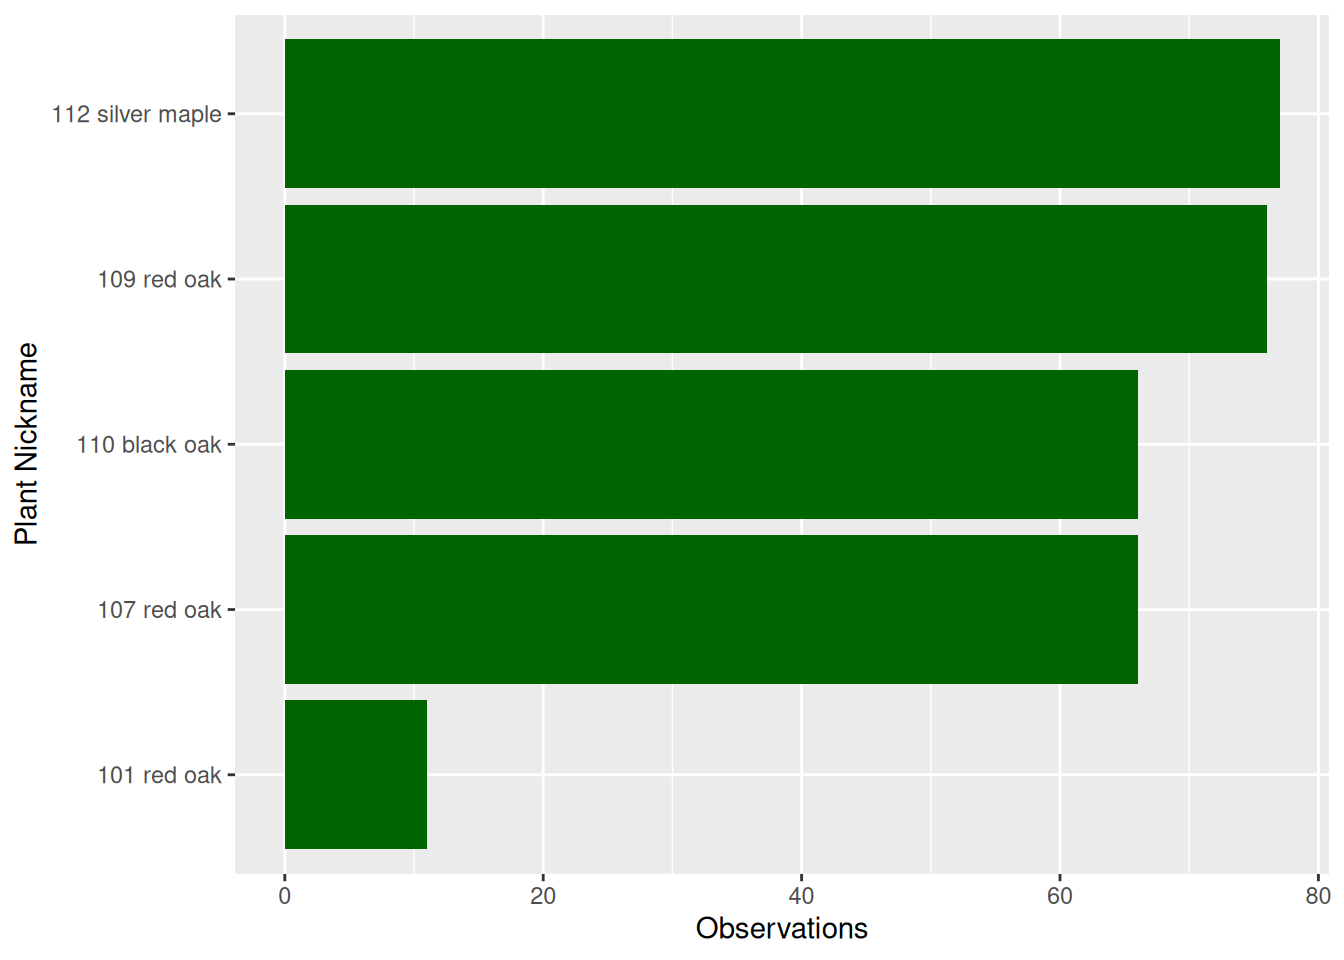 112 silver maple
109 red oak
110 black oak
107 red oak
101 red oak
Plant Nickname
0 20 40 60 80
Observations